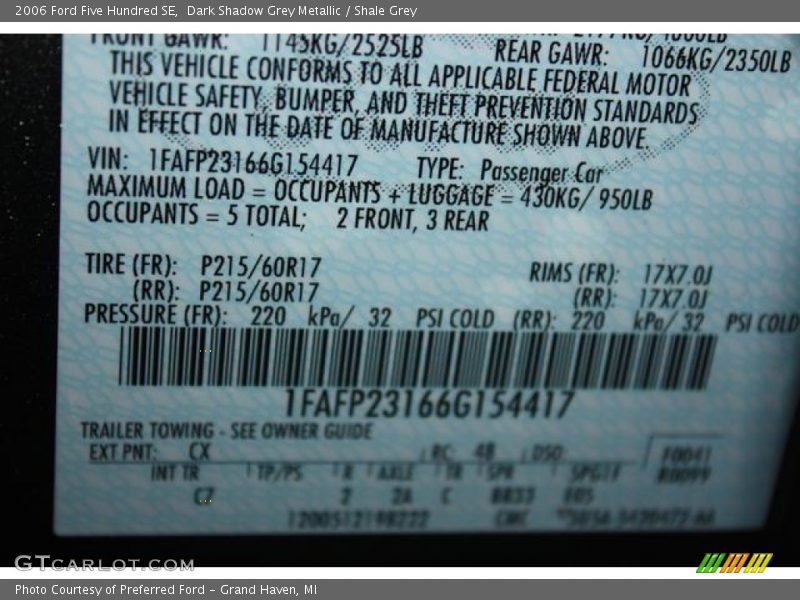 2006 Ford Five Hundred SE, Dark Shadow Grey Metallic / Shale Grey
FRONT GAWR: 1145KG/2525LB REAR GAWR: 1066KG/2350LB
THIS VEHICLE CONFORMS TO ALL APPLICABLE FEDERAL MOTOR
VEHICLE SAFETY, BUMPER, AND THEFT PREVENTION STANDARDS
IN EFFECT ON THE DATE OF MANUFACTURE SHOWN ABOVE
VIN: 1FAFP23166G154417 TYPE: Passenger Car
MAXIMUM LOAD = OCCUPANTS + LUGGAGE = 430KG/ 950LB
OCCUPANTS = 5 TOTAL; 2 FRONT, 3 REAR
TIRE (FR): P215/60R17 RIMS (FR): 17X7.0J
(RR): P215/60R17 (RR): 17X7.0J
PRESSURE (FR): 220 kPa/ 32 PSI COLD (RR): 220 kPa/ 32 PSI COLD
1FAFP23166G154417
TRAILER TOWING - SEE OWNER GUIDE
EXT PNT: CX RC: 48 DSO:
INT TR TP/PS R AXLE TR SPR
C7 2 2A C
GTCARLOT.COM
Photo Courtesy of Preferred Ford – Grand Haven, MI